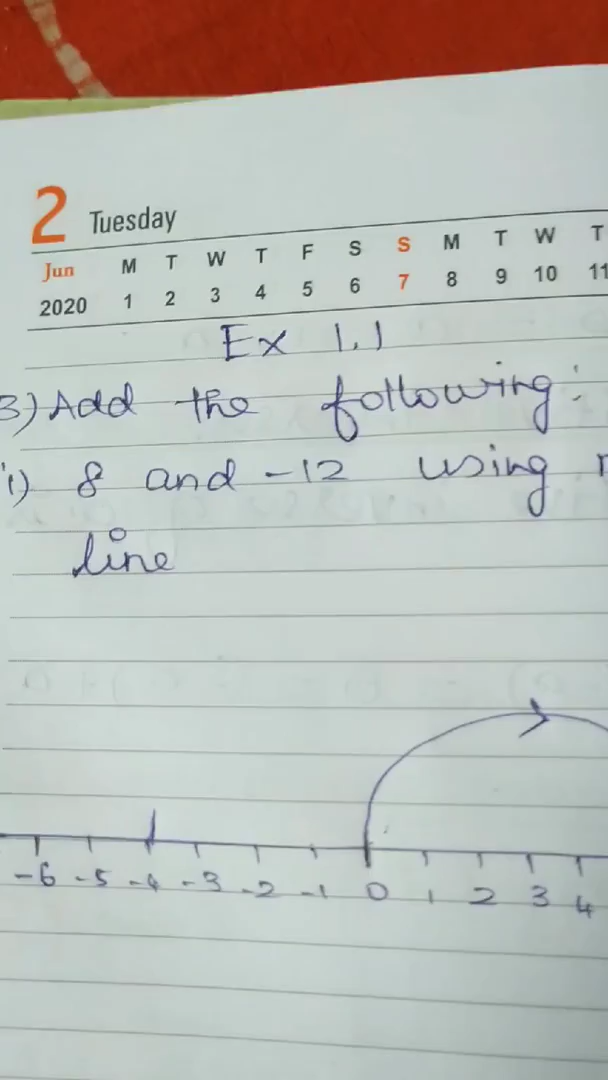 2 Tuesday
Jun M T W T F S S M T W T
2020 1 2 3 4 5 6 7 8 9 10 11
Ex 1.1
3) Add the following:
i) 8 and -12 using
line
-6 -5 -4 -3 -2 -1 0 1 2 3 4